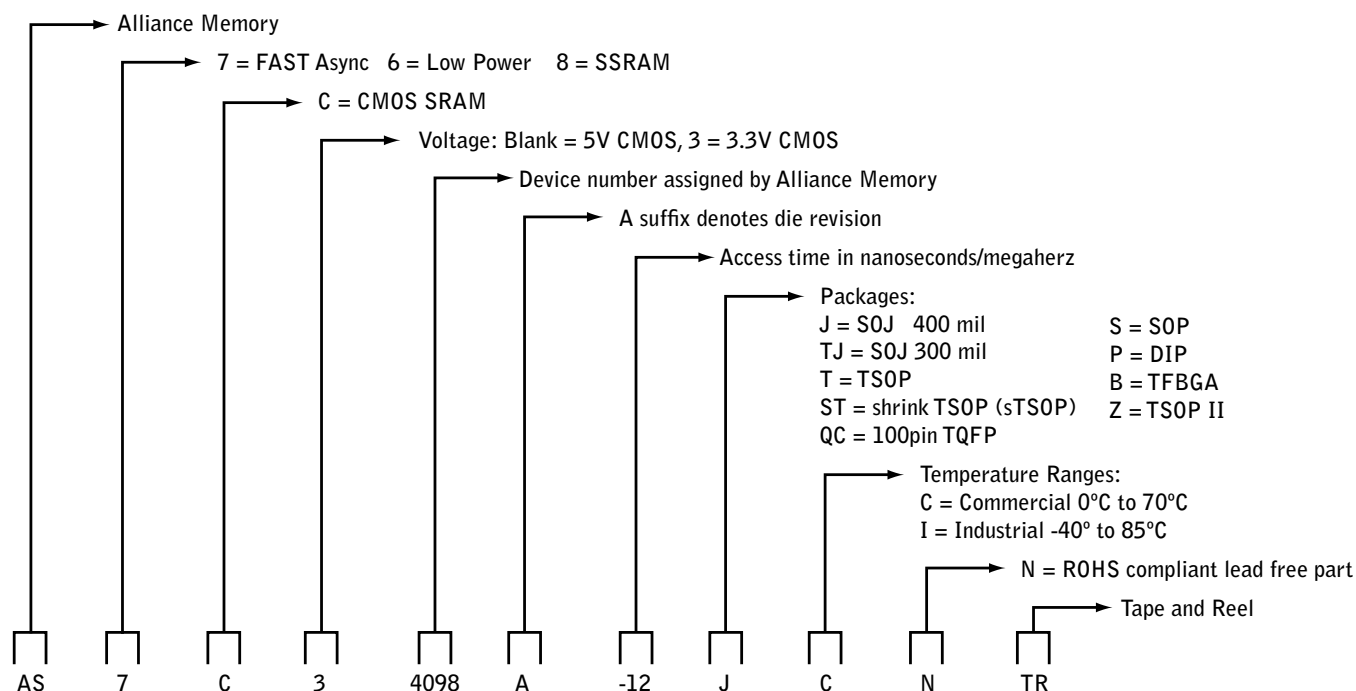 Alliance Memory
7 = FAST Async 6 = Low Power 8 = SSRAM
C = CMOS SRAM
Voltage: Blank = 5V CMOS, 3 = 3.3V CMOS
Device number assigned by Alliance Memory
A suffix denotes die revision
Access time in nanoseconds/megaherz
Packages:
J = SOJ 400 mil
TJ = SOJ 300 mil
T = TSOP
ST = shrink TSOP (sTSOP)
QC = 100pin TQFP
S = SOP
P = DIP
B = TFBGA
Z = TSOP II
Temperature Ranges:
C = Commercial 0ºC to 70ºC
I = Industrial -40º to 85ºC
N = ROHS compliant lead free part
Tape and Reel
AS 7 C 3 4098 A -12 J C N TR